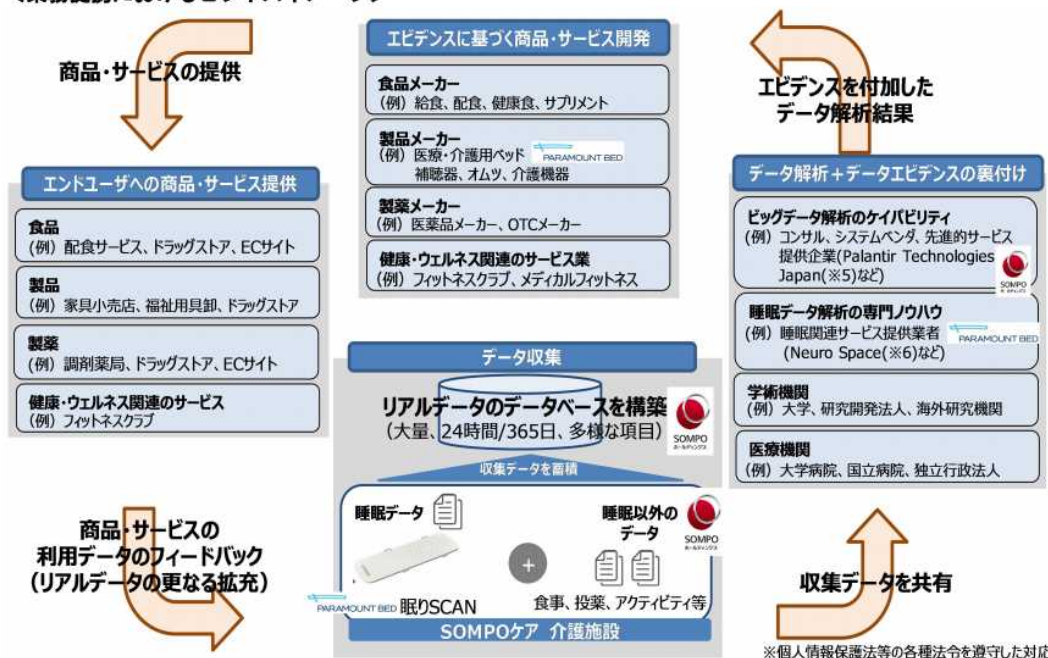 商品・サービスの提供
エビデンスに基づく商品・サービス開発
食品メーカー
(例) 給食、配食、健康食、サプリメント
製品メーカー
(例) 医療・介護用ベッド
PARAMOUNT BED
補聴器、オムツ、介護機器
製薬メーカー
(例) 医薬品メーカー、OTCメーカー
健康・ウェルネス関連のサービス業
(例) フィットネスクラブ、メディカルフィットネス
エビデンスを付加した
データ解析結果
エンドユーザへの商品・サービス提供
食品
(例) 配食サービス、ドラッグストア、ECサイト
製品
(例) 家具小売店、福祉用具卸、ドラッグストア
製薬
(例) 調剤薬局、ドラッグストア、ECサイト
健康・ウェルネス関連のサービス
(例) フィットネスクラブ
データ解析+データエビデンスの裏付け
ビッグデータ解析のケイパビリティ
(例) コンサル、システムベンダ、先進的サービス
提供企業(Palantir Technologies
Japan(※5)など)
SOMPO
睡眠データ解析の専門ノウハウ
(例) 睡眠関連サービス提供業者
PARAMOUNT BED
(Neuro Space(※6)など)
学術機関
(例) 大学、研究開発法人、海外研究機関
医療機関
(例) 大学病院、国立病院、独立行政法人
データ収集
リアルデータのデータベースを構築
(大量、24時間/365日、多様な項目)
SOMPO
ホールディングス
収集データを蓄積
睡眠データ
睡眠以外の
データ
SOMPO
ホールディングス
+
PARAMOUNT BED 眠りSCAN
食事、投薬、アクティビティ等
SOMPOケア 介護施設
商品・サービスの
利用データのフィードバック
(リアルデータの更なる拡充)
収集データを共有
※個人情報保護法等の各種法令を遵守した対応